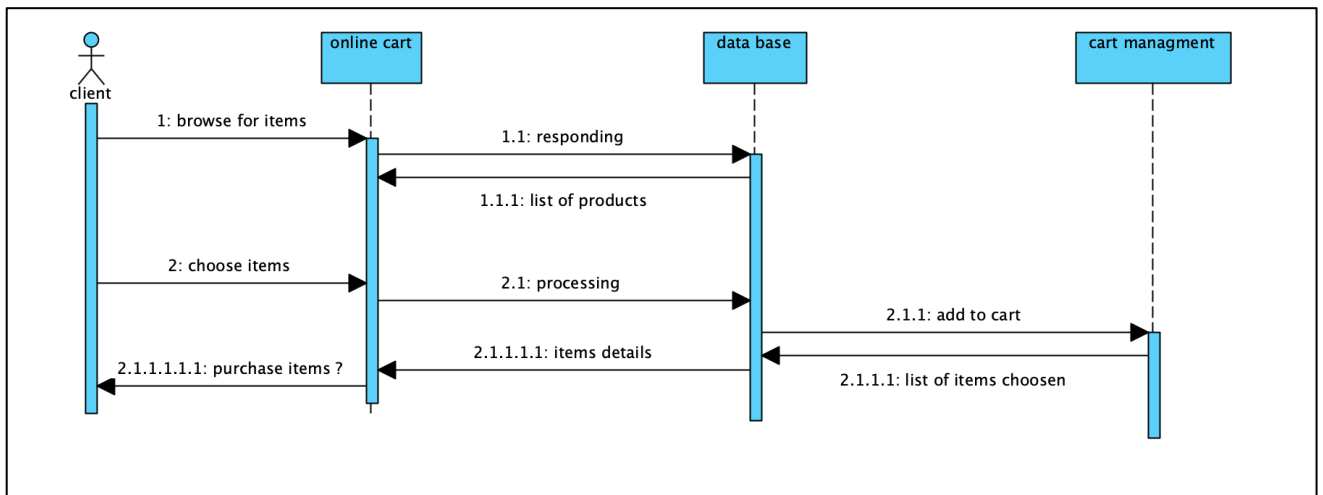 online cart
data base
cart managment
client
1: browse for items
1.1: responding
1.1.1: list of products
2: choose items
2.1: processing
2.1.1: add to cart
2.1.1.1.1: items details
2.1.1.1.1.1: purchase items ?
2.1.1.1: list of items choosen